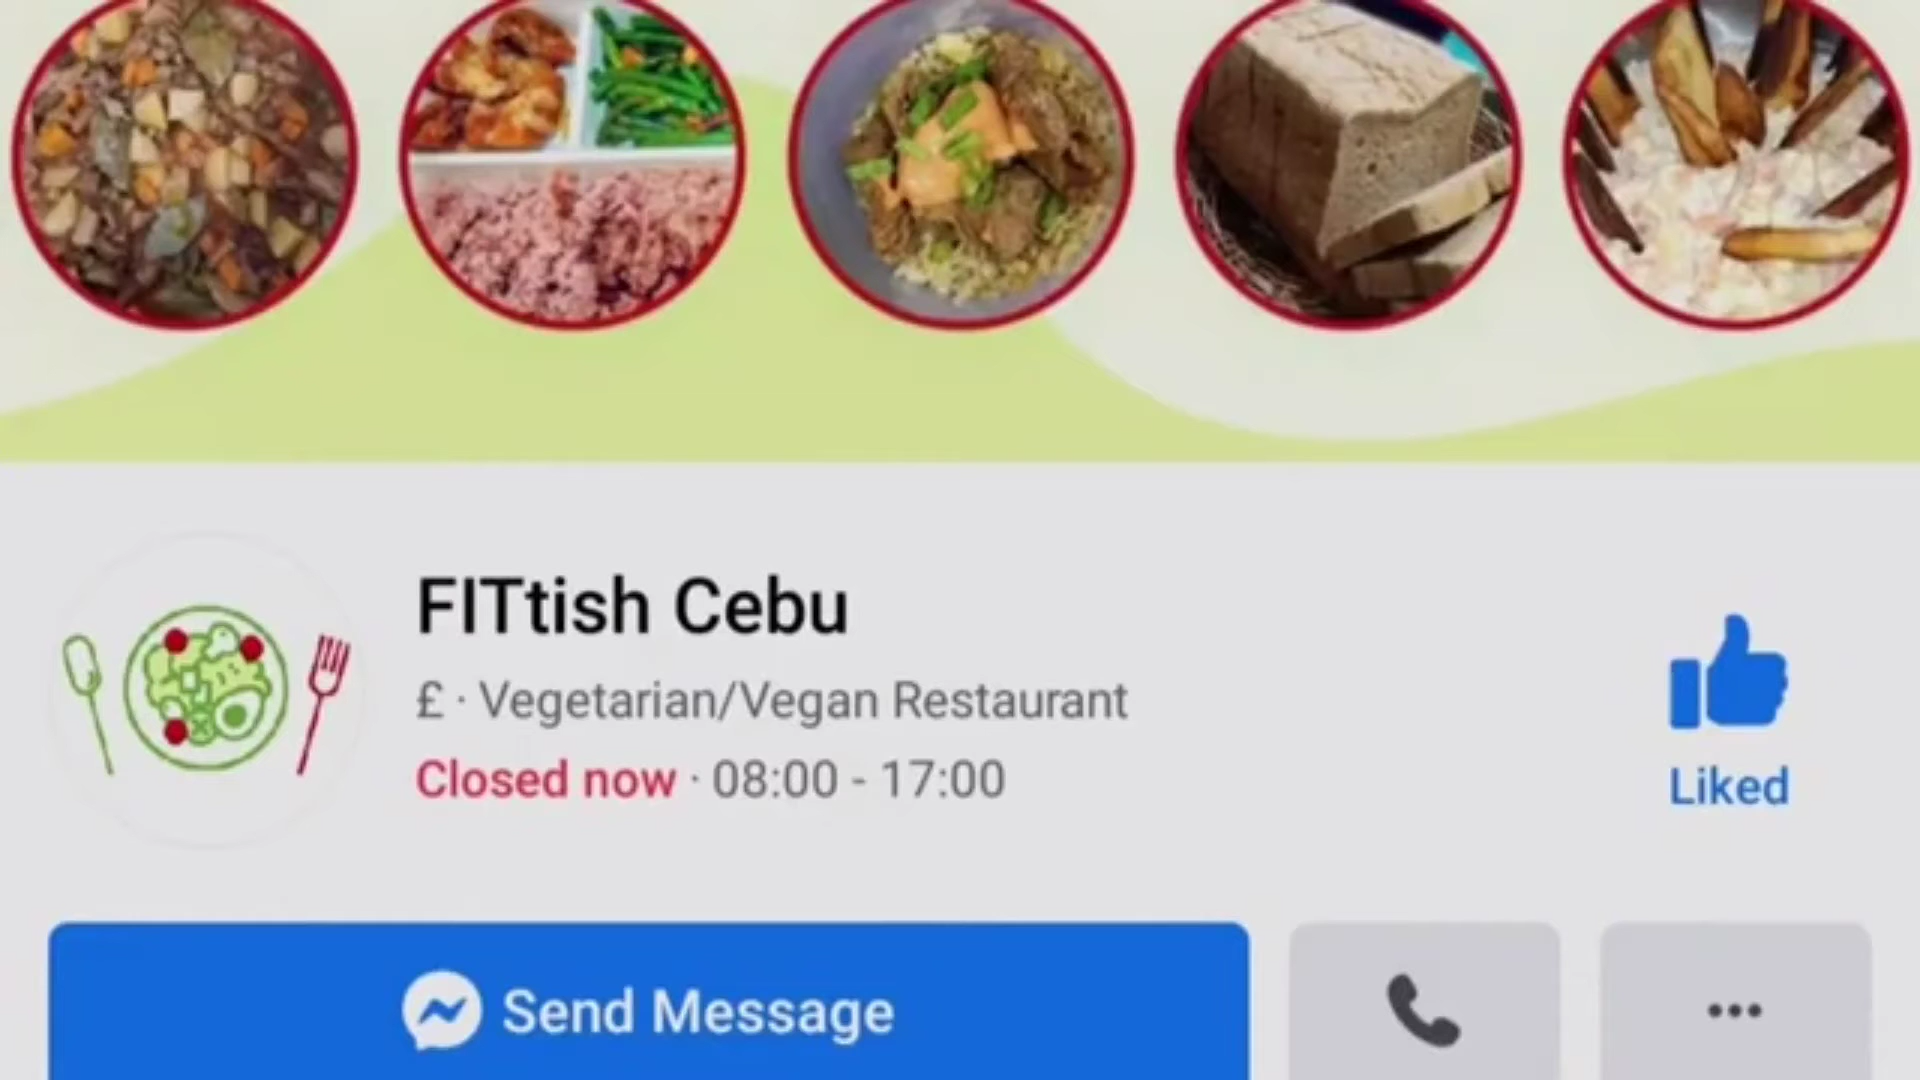 FITtish Cebu
£ · Vegetarian/Vegan Restaurant
Closed now · 08:00 - 17:00
Liked
Send Message